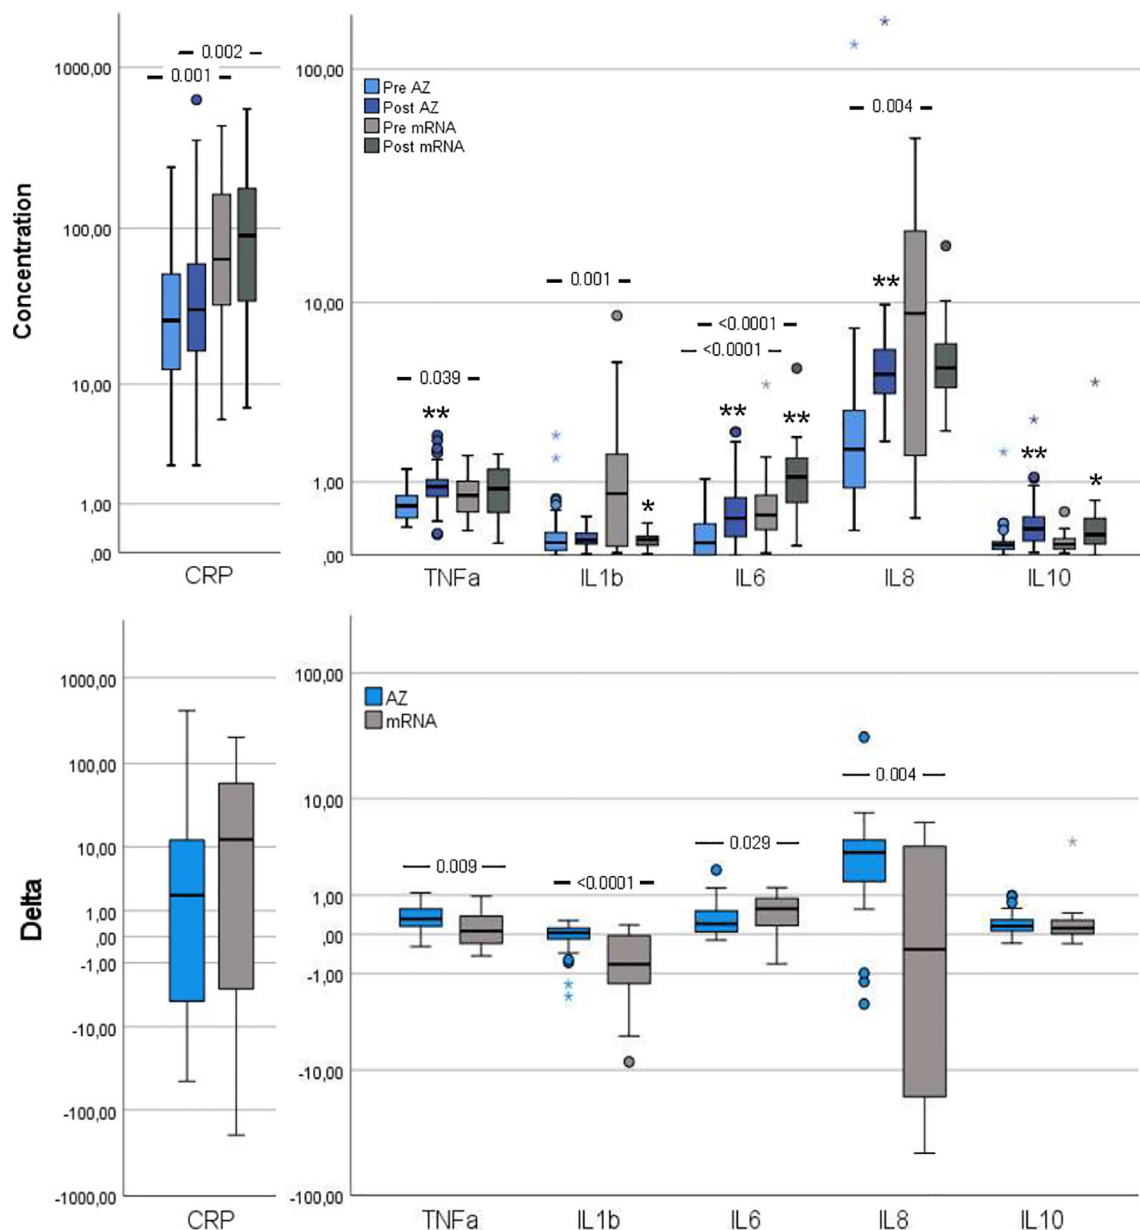 Concentration
1000,00
100,00
10,00
1,00
,00
0.002
0.001
CRP
100,00
10,00
1,00
,00
Pre AZ
Post AZ
Pre mRNA
Post mRNA
0.004
0.001
<0.0001
<0.0001
0.039
**
**
**
**
*
**
*
TNFa
IL1b
IL6
IL8
IL10
Delta
1000,00
100,00
10,00
1,00
,00
-1,00
-10,00
-100,00
-1000,00
CRP
100,00
10,00
1,00
,00
-1,00
-10,00
-100,00
AZ
mRNA
0.004
0.029
0.009
<0.0001
TNFa
IL1b
IL6
IL8
IL10